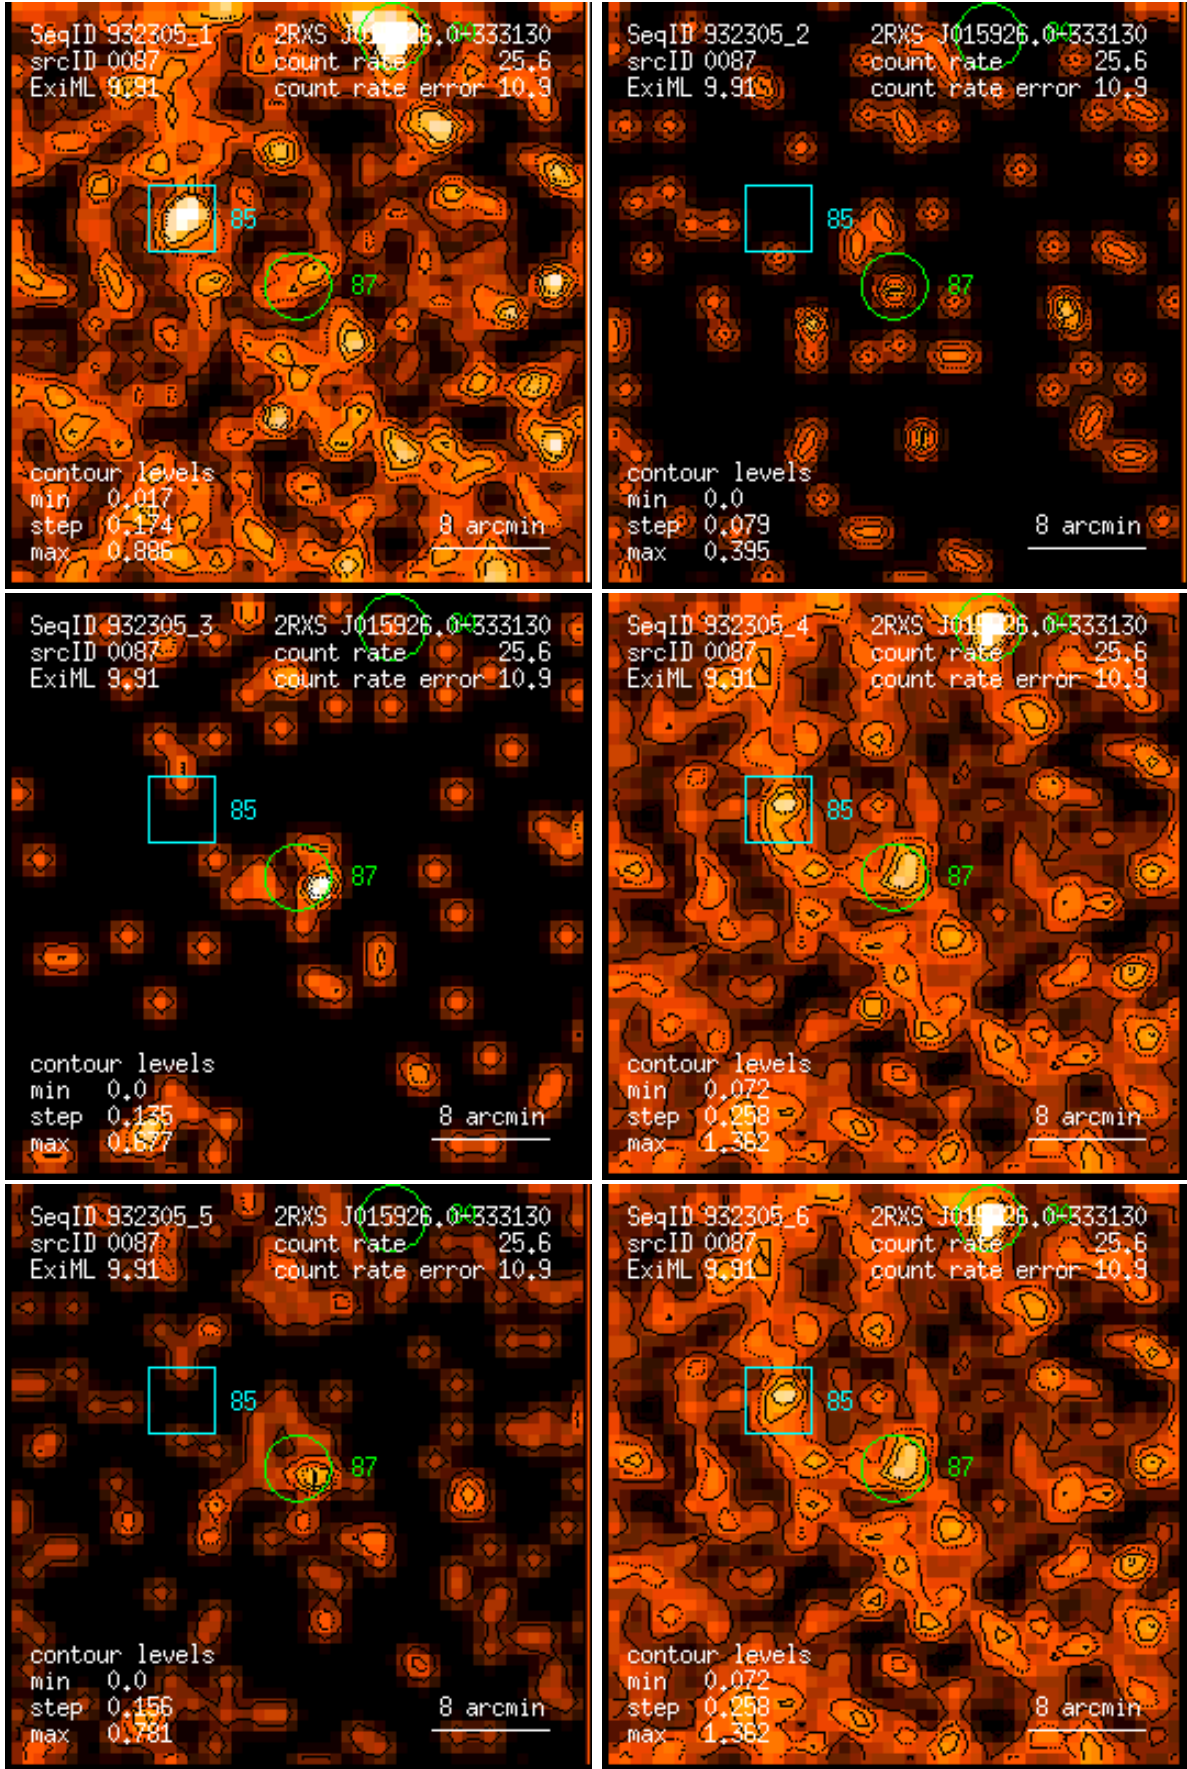 SeqID 932305_1 2RXS J015926.0-333130
srcID 0087 count rate 25.6
ExiML 9.91 count rate error 10.9
85
87
contour levels
min 0.017
step 0.174 8 arcmin
max 0.886
SeqID 932305_2 2RXS J015926.0-333130
srcID 0087 count rate 25.6
ExiML 9.91 count rate error 10.9
85
87
contour levels
min 0.0
step 0.079 8 arcmin
max 0.395
SeqID 932305_3 2RXS J015926.0-333130
srcID 0087 count rate 25.6
ExiML 9.91 count rate error 10.9
85
87
contour levels
min 0.0
step 0.135 8 arcmin
max 0.677
SeqID 932305_4 2RXS J015926.0-333130
srcID 0087 count rate 25.6
ExiML 9.91 count rate error 10.9
85
87
contour levels
min 0.072
step 0.258 8 arcmin
max 1.362
SeqID 932305_5 2RXS J015926.0-333130
srcID 0087 count rate 25.6
ExiML 9.91 count rate error 10.9
85
87
contour levels
min 0.0
step 0.156 8 arcmin
max 0.781
SeqID 932305_6 2RXS J015926.0-333130
srcID 0087 count rate 25.6
ExiML 9.91 count rate error 10.9
85
87
contour levels
min 0.072
step 0.258 8 arcmin
max 1.362